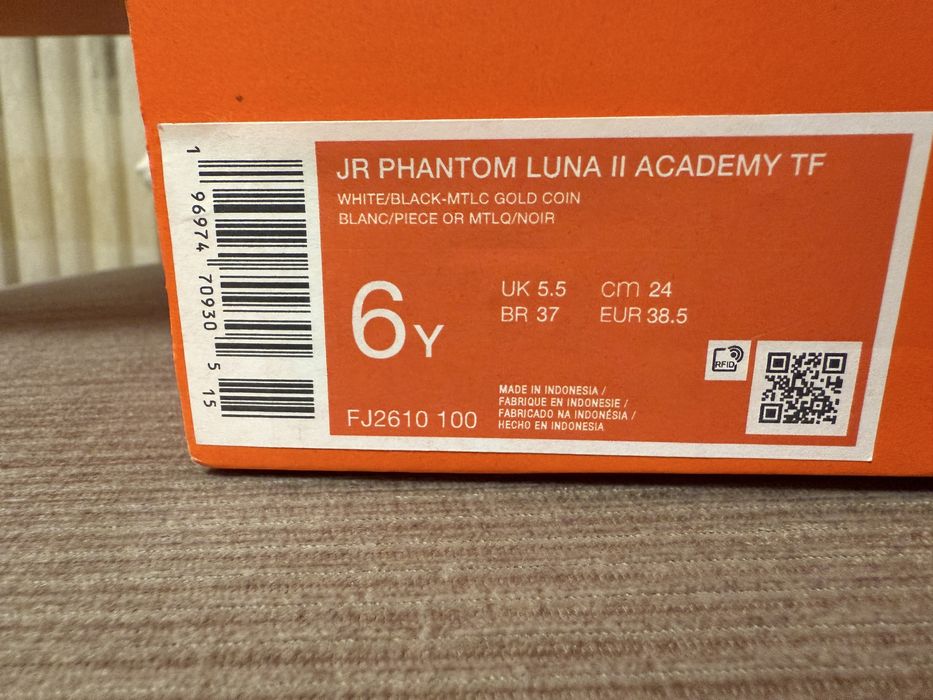 JR PHANTOM LUNA II ACADEMY TF
WHITE/BLACK-MTLC GOLD COIN
BLANC/PIECE OR MTLQ/NOIR
6Y
UK 5.5 cm 24
BR 37 EUR 38.5
RFID
MADE IN INDONESIA /
FABRIQUE EN INDONESIE /
FABRICADO NA INDONÉSIA /
HECHO EN INDONESIA
FJ2610 100
1 96974 70930 5 15